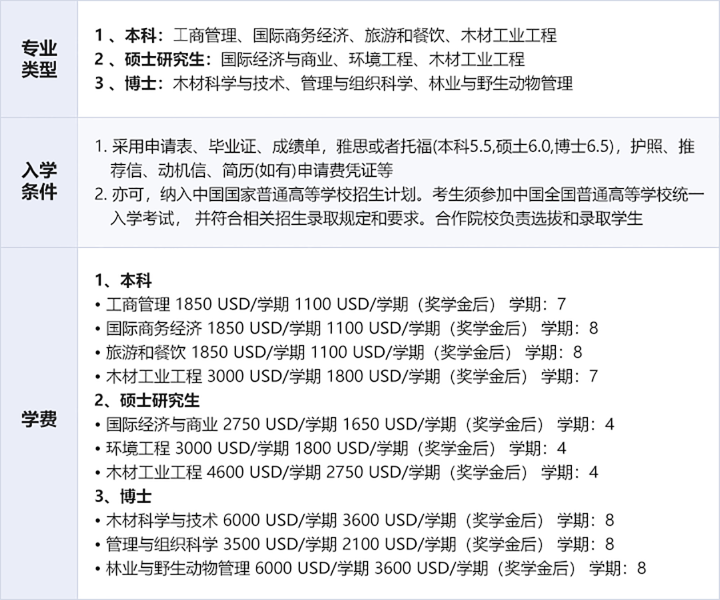 专业
类型
1 、本科：工商管理、国际商务经济、旅游和餐饮、木材工业工程
2 、硕士研究生：国际经济与商业、环境工程、木材工业工程
3 、博士：木材科学与技术、管理与组织科学、林业与野生动物管理
入学
条件
1. 采用申请表、毕业证、成绩单，雅思或者托福(本科5.5,硕士6.0,博士6.5)，护照、推
荐信、动机信、简历(如有)申请费凭证等
2. 亦可，纳入中国国家普通高等学校招生计划。考生须参加中国全国普通高等学校统一
入学考试， 并符合相关招生录取规定和要求。合作院校负责选拔和录取学生
学费
1、本科
• 工商管理 1850 USD/学期 1100 USD/学期（奖学金后） 学期：7
• 国际商务经济 1850 USD/学期 1100 USD/学期（奖学金后） 学期：8
• 旅游和餐饮 1850 USD/学期 1100 USD/学期（奖学金后） 学期：8
• 木材工业工程 3000 USD/学期 1800 USD/学期（奖学金后） 学期：7
2、硕士研究生
• 国际经济与商业 2750 USD/学期 1650 USD/学期（奖学金后） 学期：4
• 环境工程 3000 USD/学期 1800 USD/学期（奖学金后） 学期：4
• 木材工业工程 4600 USD/学期 2750 USD/学期（奖学金后） 学期：4
3、博士
• 木材科学与技术 6000 USD/学期 3600 USD/学期（奖学金后） 学期：8
• 管理与组织科学 3500 USD/学期 2100 USD/学期（奖学金后） 学期：8
• 林业与野生动物管理 6000 USD/学期 3600 USD/学期（奖学金后） 学期：8